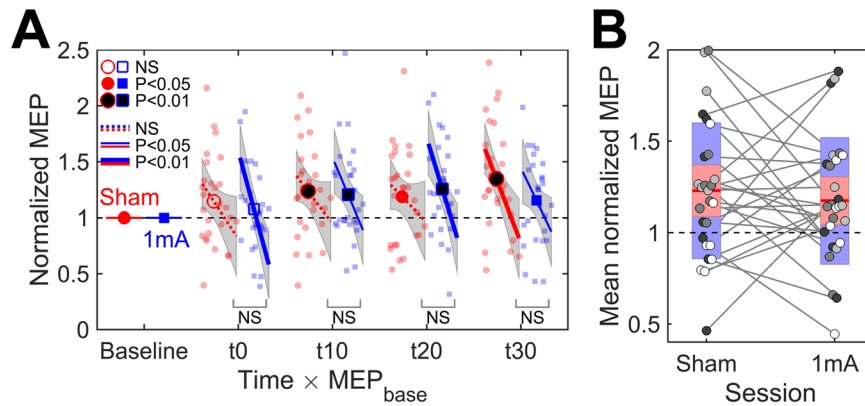 A
Normalized MEP
2.5
2
1.5
1
0.5
0
NS
P<0.05
P<0.01
NS
P<0.05
P<0.01
Sham
1mA
NS
NS
NS
NS
Baseline
t0
t10
t20
t30
Time × MEPbase
B
Mean normalized MEP
2
1.5
1
0.5
Sham
1mA
Session